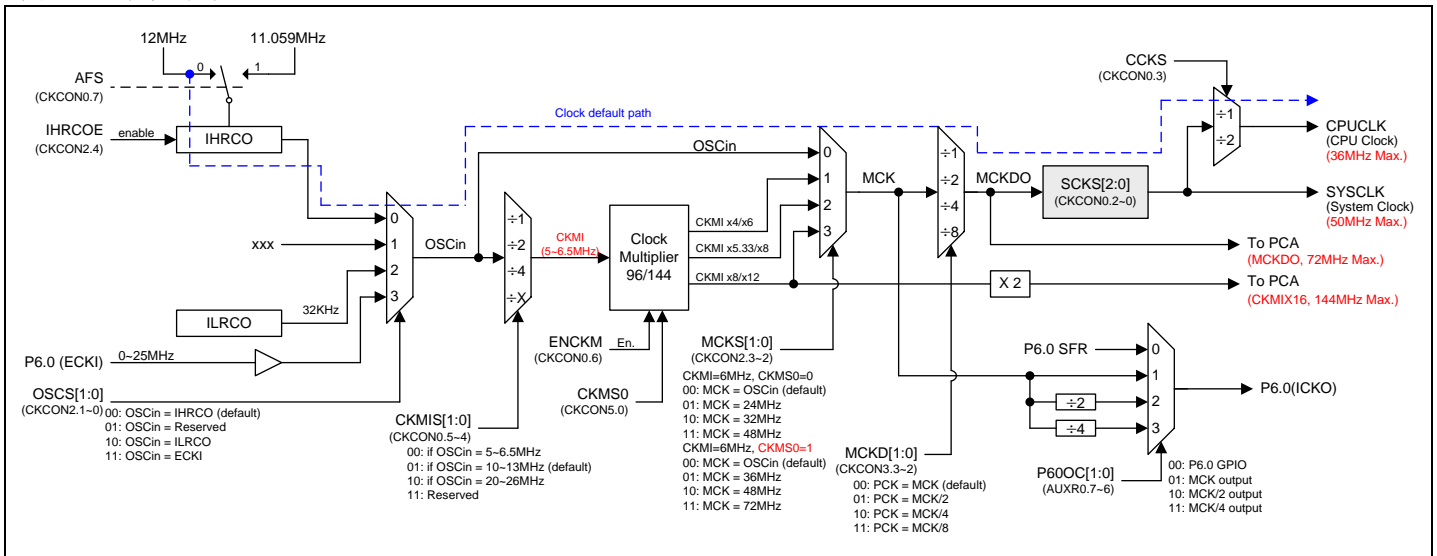 12MHz
11.059MHz
0
1
AFS
(CKCON0.7)
IHRCOE
(CKCON2.4)
enable
IHRCO
Clock default path
CCKS
(CKCON0.3)
÷1
÷2
CPUCLK
(CPU Clock)
(36MHz Max.)
OSCin
0
1
2
3
MCK
÷1
÷2
÷4
÷8
MCKDO
SCKS[2:0]
(CKCON0.2~0)
SYSCLK
(System Clock)
(50MHz Max.)
0
1
2
3
xxx
OSCin
÷1
÷2
÷4
÷X
CKMI
(5~6.5MHz)
Clock
Multiplier
96/144
CKMI x4/x6
CKMI x5.33/x8
CKMI x8/x12
To PCA
(MCKDO, 72MHz Max.)
X 2
To PCA
(CKMIX16, 144MHz Max.)
ILRCO
32KHz
P6.0 (ECKI)
0~25MHz
OSCS[1:0]
(CKCON2.1~0)
00: OSCin = IHRCO (default)
01: OSCin = Reserved
10: OSCin = ILRCO
11: OSCin = ECKI
CKMIS[1:0]
(CKCON0.5~4)
00: if OSCin = 5~6.5MHz
01: if OSCin = 10~13MHz (default)
10: if OSCin = 20~26MHz
11: Reserved
ENCKM
(CKCON0.6)
En.
CKMS0
(CKCON5.0)
MCKS[1:0]
(CKCON2.3~2)
CKMI=6MHz, CKMS0=0
00: MCK = OSCin (default)
01: MCK = 24MHz
10: MCK = 32MHz
11: MCK = 48MHz
CKMI=6MHz, CKMS0=1
00: MCK = OSCin (default)
01: MCK = 36MHz
10: MCK = 48MHz
11: MCK = 72MHz
MCKD[1:0]
(CKCON3.3~2)
00: PCK = MCK (default)
01: PCK = MCK/2
10: PCK = MCK/4
11: PCK = MCK/8
P6.0 SFR
0
1
2
3
÷2
÷4
P6.0(ICKO)
P60OC[1:0]
(AUXR0.7~6)
00: P6.0 GPIO
01: MCK output
10: MCK/2 output
11: MCK/4 output